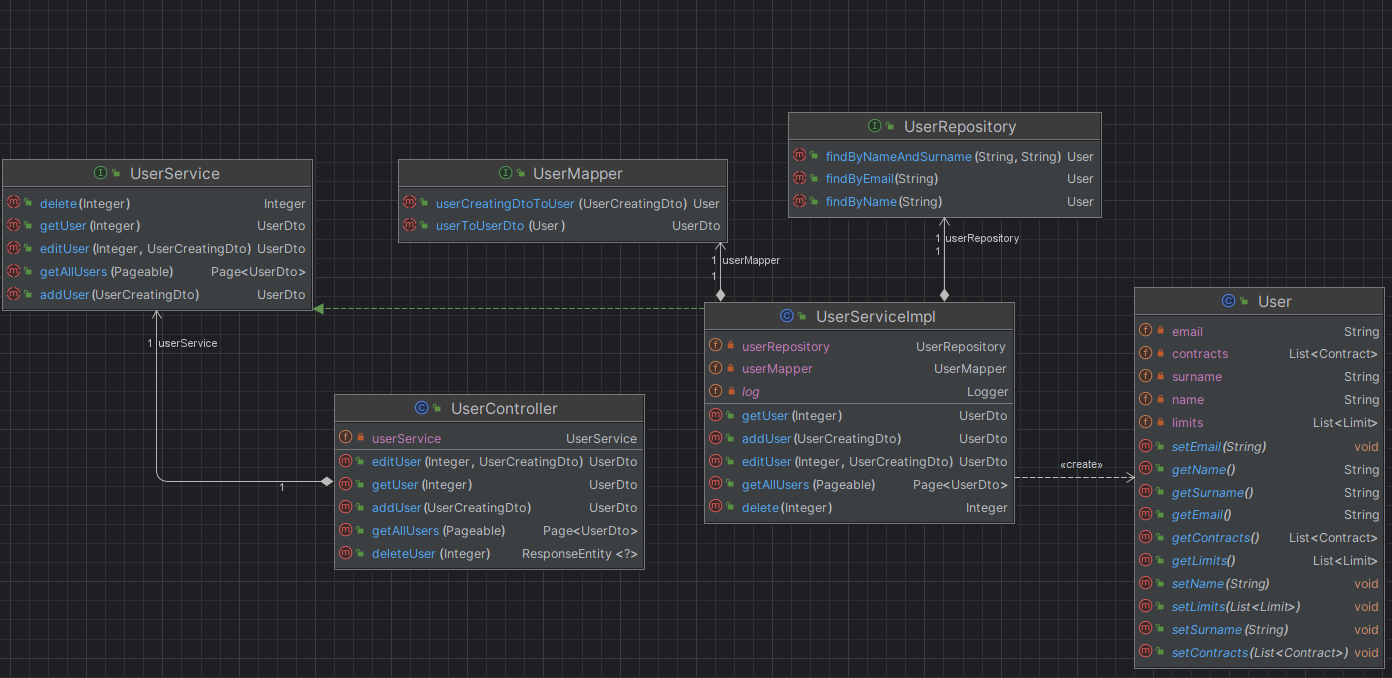 UserService
delete(Integer) Integer
getUser(Integer) UserDto
editUser(Integer, UserCreatingDto) UserDto
getAllUsers(Pageable) Page<UserDto>
addUser(UserCreatingDto) UserDto
UserMapper
userCreatingDtoToUser(UserCreatingDto) User
userToUserDto(User) UserDto
UserRepository
findByNameAndSurname(String, String) User
findByEmail(String) User
findByName(String) User
1 userRepository
1
1 userMapper
1
1 userService
1
UserController
userService UserService
editUser(Integer, UserCreatingDto) UserDto
getUser(Integer) UserDto
addUser(UserCreatingDto) UserDto
getAllUsers(Pageable) Page<UserDto>
deleteUser(Integer) ResponseEntity<?>
UserServiceImpl
userRepository UserRepository
userMapper UserMapper
log Logger
getUser(Integer) UserDto
addUser(UserCreatingDto) UserDto
editUser(Integer, UserCreatingDto) UserDto
getAllUsers(Pageable) Page<UserDto>
delete(Integer) Integer
«create»
User
email String
contracts List<Contract>
surname String
name String
limits List<Limit>
setEmail(String) void
getName() String
getSurname() String
getEmail() String
getContracts() List<Contract>
getLimits() List<Limit>
setName(String) void
setLimits(List<Limit>) void
setSurname(String) void
setContracts(List<Contract>) void